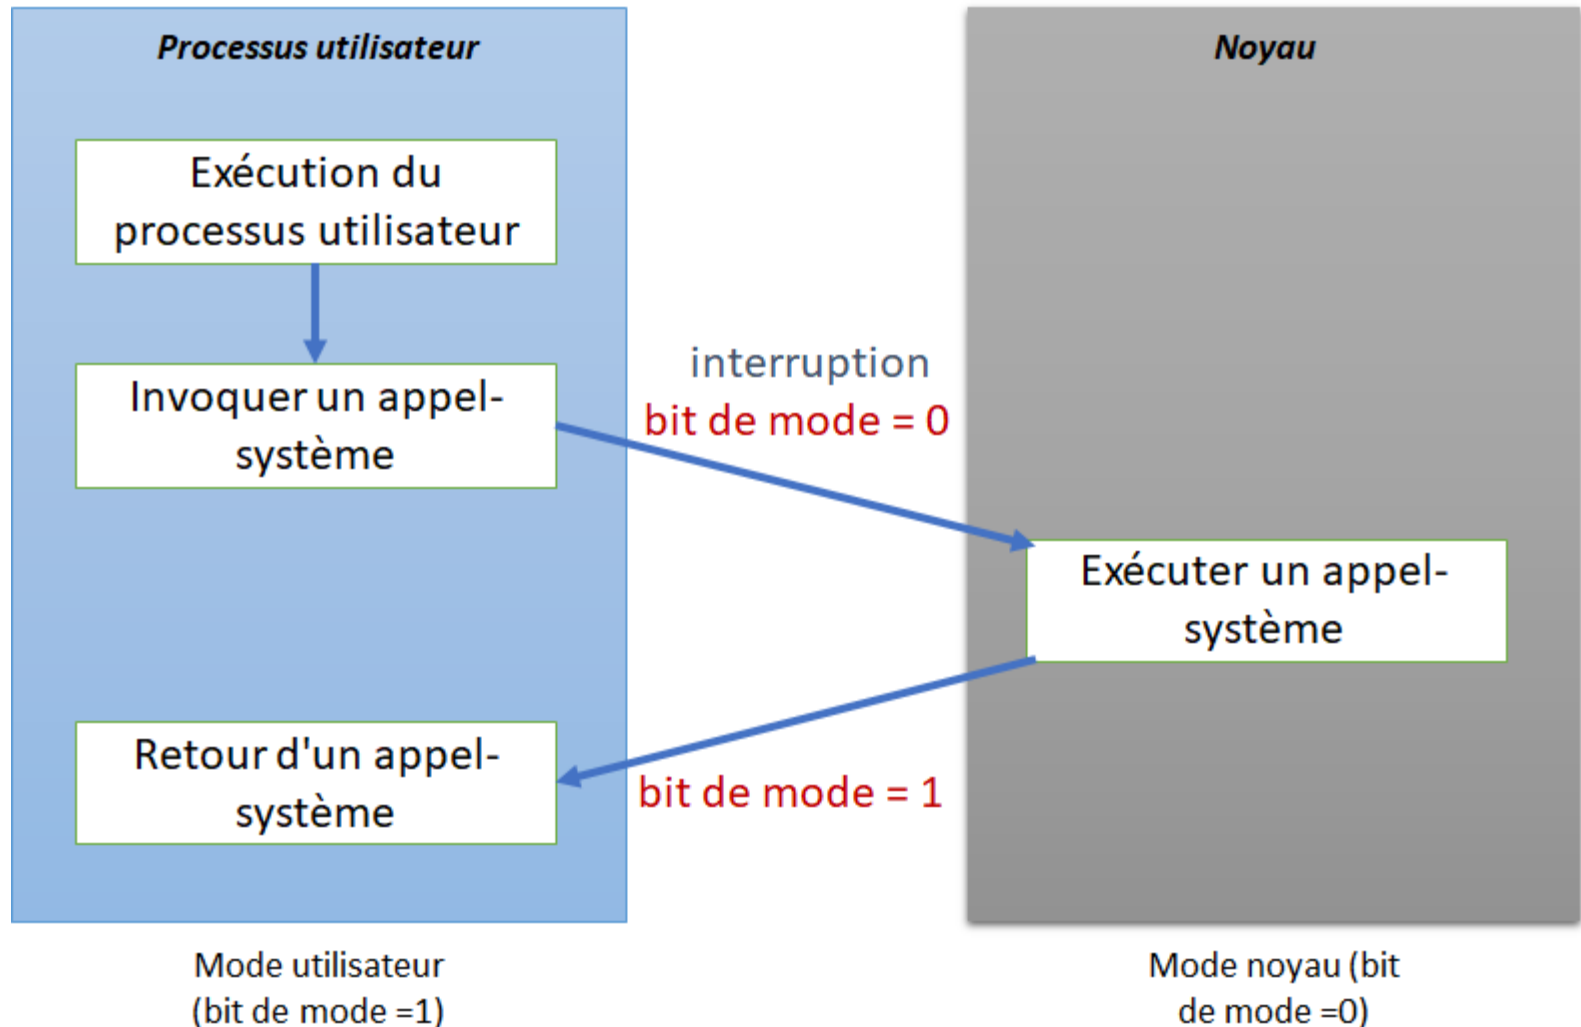 Processus utilisateur
Noyau
Exécution du
processus utilisateur
Invoquer un appel-
système
interruption
bit de mode = 0
Exécuter un appel-
système
Retour d'un appel-
système
bit de mode = 1
Mode utilisateur
(bit de mode =1)
Mode noyau (bit
de mode =0)